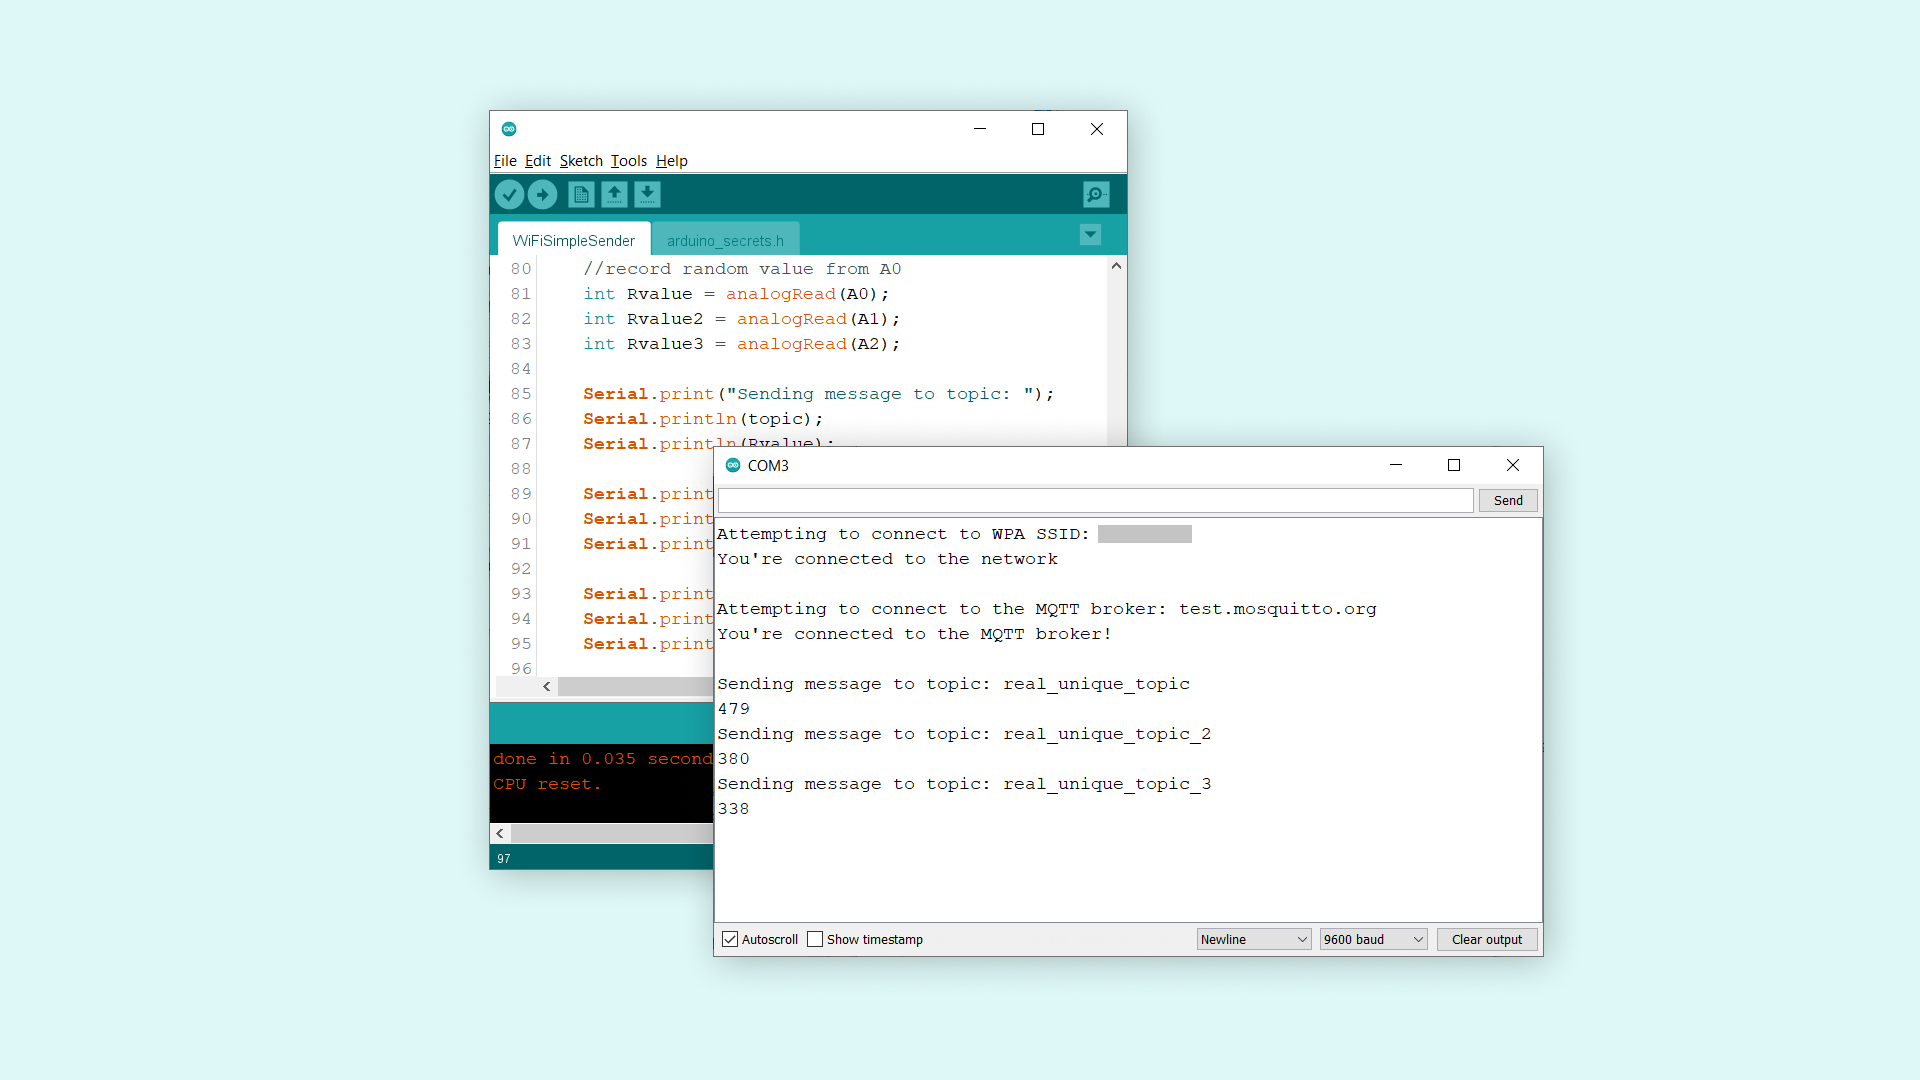 File Edit Sketch Tools Help
WiFiSimpleSender arduino_secrets.h
80 //record random value from A0
81 int Rvalue = analogRead(A0);
82 int Rvalue2 = analogRead(A1);
83 int Rvalue3 = analogRead(A2);
84
85 Serial.print("Sending message to topic: ");
86 Serial.println(topic);
87 Serial.println(Rvalue);
88
89 Serial.print
90 Serial.print
91 Serial.print
92
93 Serial.print
94 Serial.print
95 Serial.print
96
done in 0.035 second
CPU reset.
97
COM3
Send
Attempting to connect to WPA SSID:
You're connected to the network
Attempting to connect to the MQTT broker: test.mosquitto.org
You're connected to the MQTT broker!
Sending message to topic: real_unique_topic
479
Sending message to topic: real_unique_topic_2
380
Sending message to topic: real_unique_topic_3
338
Autoscroll Show timestamp Newline 9600 baud Clear output